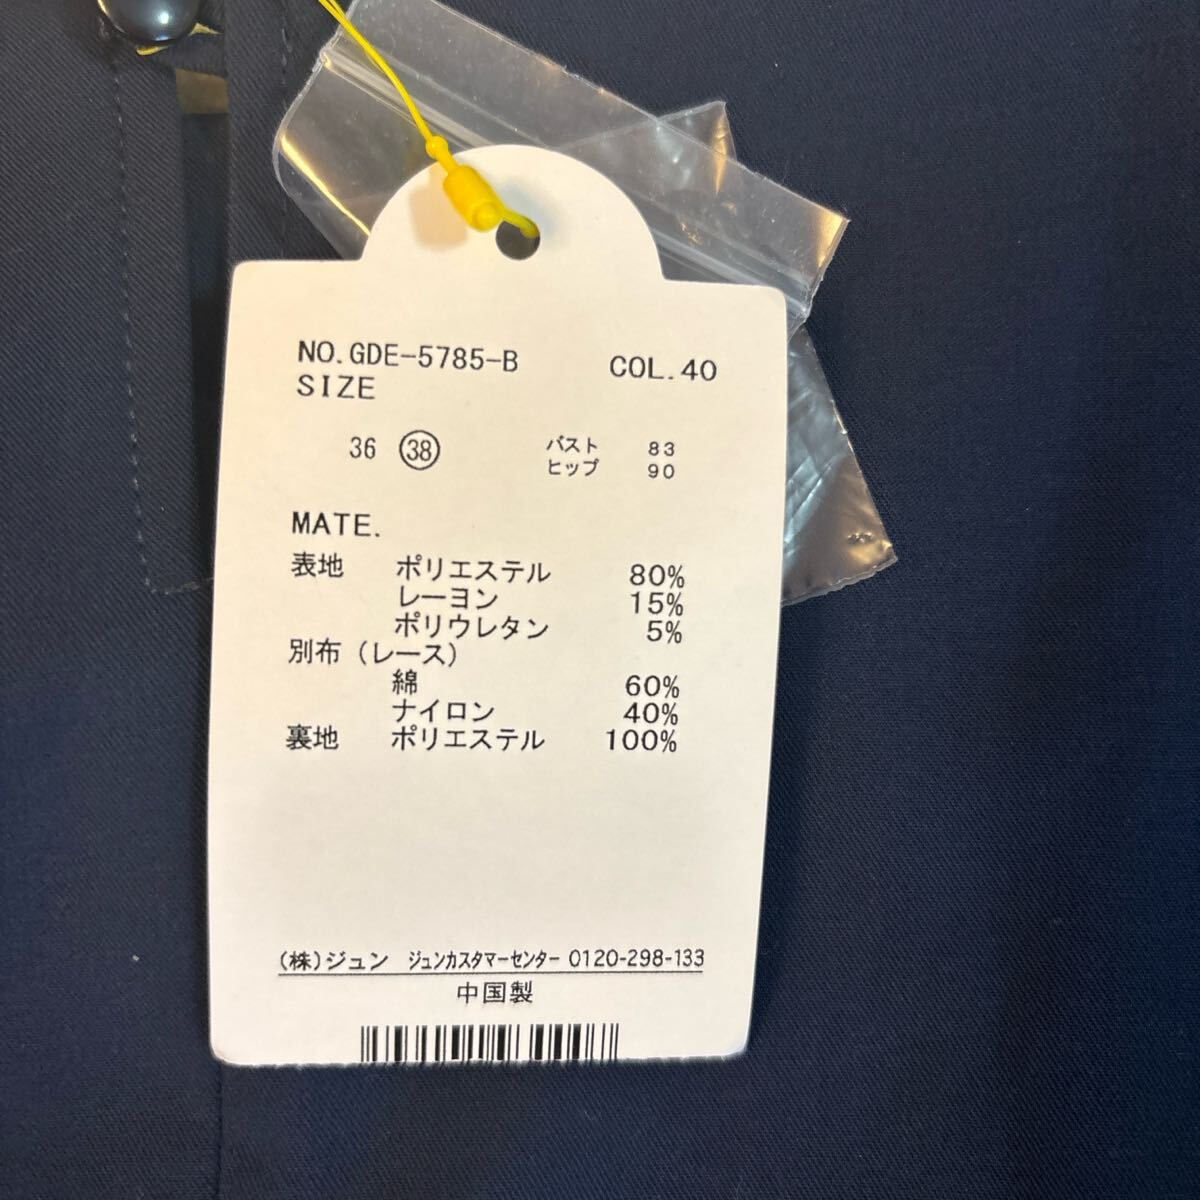 NO.GDE-5785-B COL.40
SIZE
36 ㊳ バスト 83
ヒップ 90
MATE.
表地 ポリエステル 80%
レーヨン 15%
ポリウレタン 5%
別布(レース)
綿 60%
ナイロン 40%
裏地 ポリエステル 100%
(株)ジュン ジュンカスタマーセンター 0120-298-133
中国製